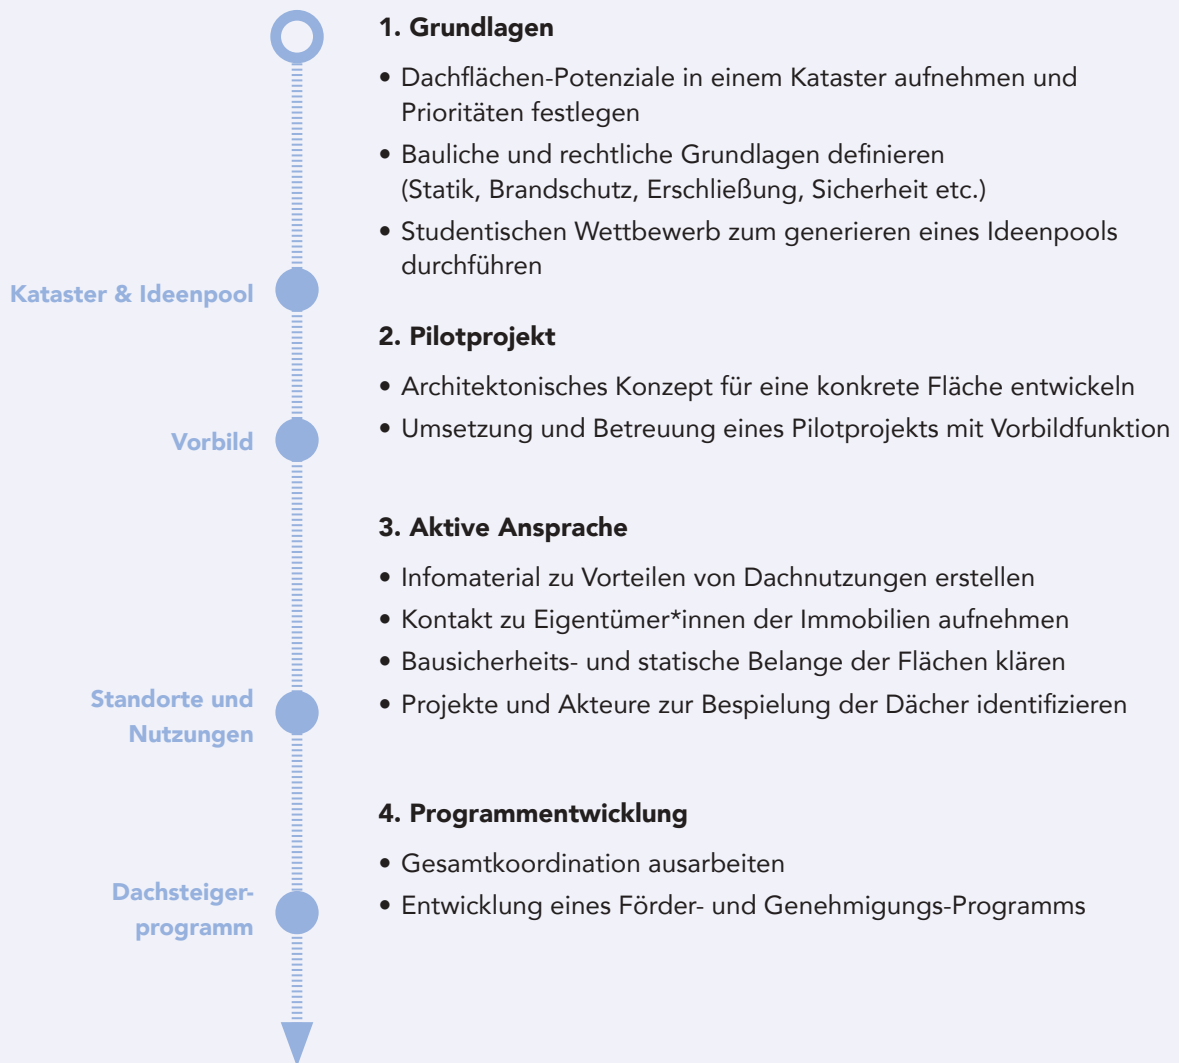 1. Grundlagen
• Dachflächen-Potenziale in einem Kataster aufnehmen und
Prioritäten festlegen
• Bauliche und rechtliche Grundlagen definieren
(Statik, Brandschutz, Erschließung, Sicherheit etc.)
• Studentischen Wettbewerb zum generieren eines Ideenpools
durchführen
Kataster & Ideenpool
2. Pilotprojekt
• Architektonisches Konzept für eine konkrete Fläche entwickeln
• Umsetzung und Betreuung eines Pilotprojekts mit Vorbildfunktion
Vorbild
3. Aktive Ansprache
• Infomaterial zu Vorteilen von Dachnutzungen erstellen
• Kontakt zu Eigentümer*innen der Immobilien aufnehmen
• Bausicherheits- und statische Belange der Flächen klären
• Projekte und Akteure zur Bespielung der Dächer identifizieren
Standorte und
Nutzungen
4. Programmentwicklung
• Gesamtkoordination ausarbeiten
• Entwicklung eines Förder- und Genehmigungs-Programms
Dachsteiger-
programm